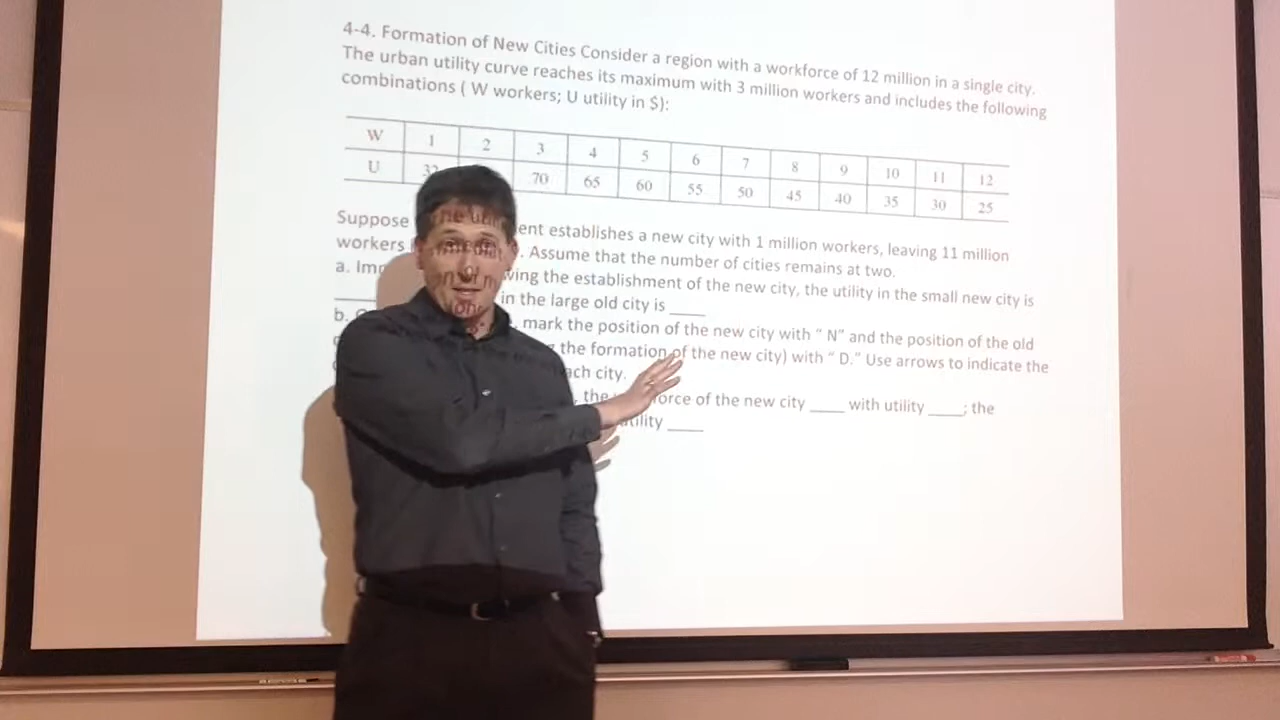 4-4. Formation of New Cities Consider a region with a workforce of 12 million in a single city.
The urban utility curve reaches its maximum with 3 million workers and includes the following
combinations ( W workers; U utility in $):
W 1 2 3 4 5 6 7 8 9 10 11 12
U 70 65 60 55 50 45 40 35 30 25
Suppose ent establishes a new city with 1 million workers, leaving 11 million
workers . Assume that the number of cities remains at two.
a. wing the establishment of the new city, the utility in the small new city is
____ in the large old city is ____
b. , mark the position of the new city with “ N” and the position of the old
the formation of the new city) with “ D.” Use arrows to indicate the
ach city.
, the orce of the new city ____ with utility ____; the
utility ____